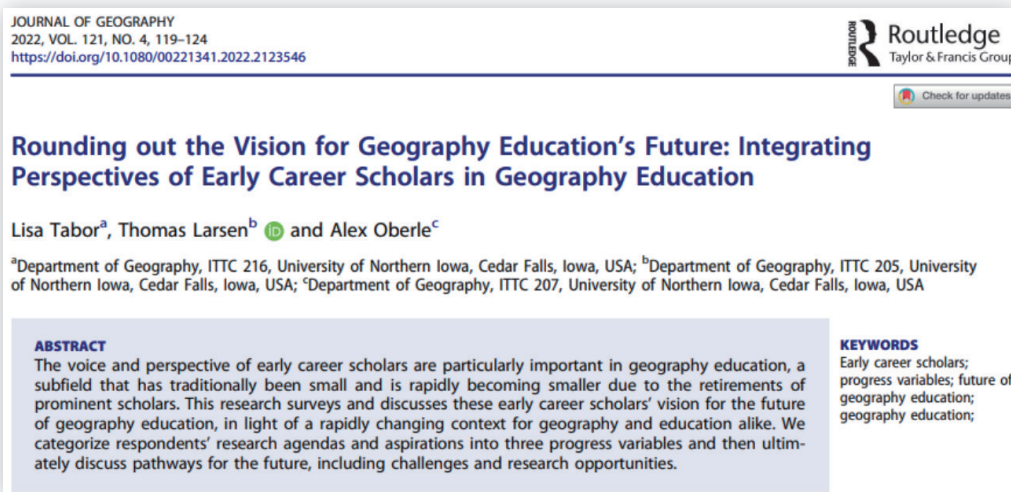 JOURNAL OF GEOGRAPHY
2022, VOL. 121, NO. 4, 119–124
https://doi.org/10.1080/00221341.2022.2123546
ROUTLEDGE
Routledge
Taylor & Francis Group
Check for updates
Rounding out the Vision for Geography Education's Future: Integrating
Perspectives of Early Career Scholars in Geography Education
Lisa Taborᵃ, Thomas Larsenᵇ iD and Alex Oberleᶜ
ᵃDepartment of Geography, ITTC 216, University of Northern Iowa, Cedar Falls, Iowa, USA; ᵇDepartment of Geography, ITTC 205, University
of Northern Iowa, Cedar Falls, Iowa, USA; ᶜDepartment of Geography, ITTC 207, University of Northern Iowa, Cedar Falls, Iowa, USA
ABSTRACT
The voice and perspective of early career scholars are particularly important in geography education, a
subfield that has traditionally been small and is rapidly becoming smaller due to the retirements of
prominent scholars. This research surveys and discusses these early career scholars' vision for the future
of geography education, in light of a rapidly changing context for geography and education alike. We
categorize respondents' research agendas and aspirations into three progress variables and then ultim-
ately discuss pathways for the future, including challenges and research opportunities.
KEYWORDS
Early career scholars;
progress variables; future of
geography education;
geography education;